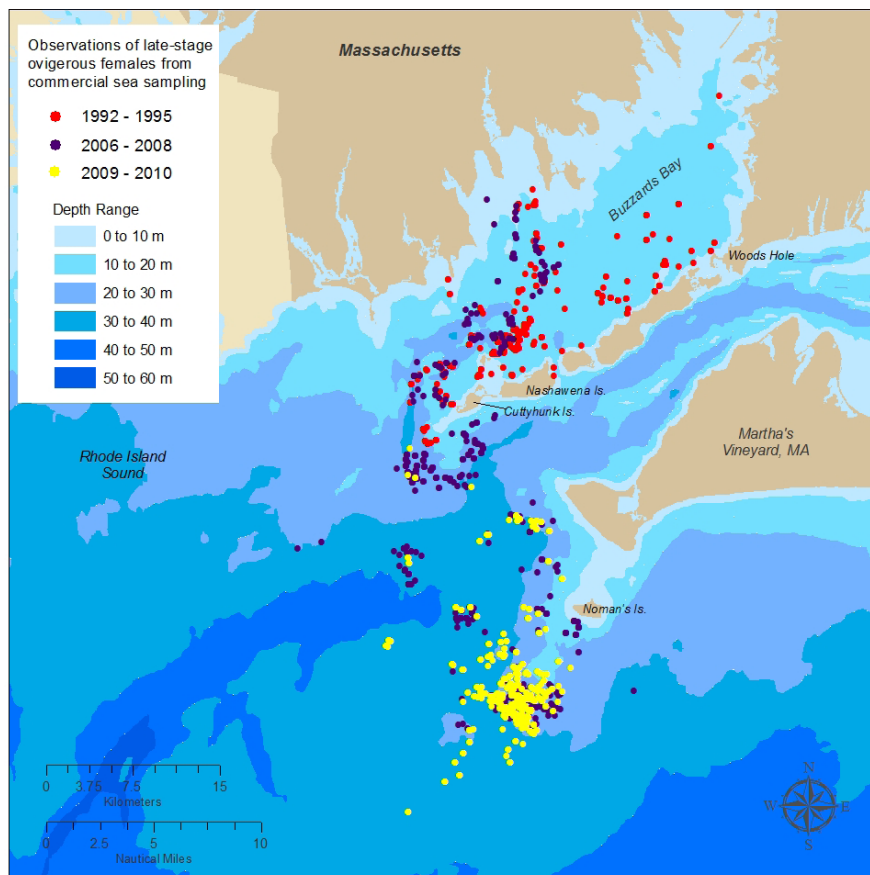 Observations of late-stage
ovigerous females from
commercial sea sampling
1992 - 1995
2006 - 2008
2009 - 2010
Depth Range
0 to 10 m
10 to 20 m
20 to 30 m
30 to 40 m
40 to 50 m
50 to 60 m
Massachusetts
Buzzards Bay
Woods Hole
Nashawena Is.
Cuttyhunk Is.
Martha's
Vineyard, MA
Rhode Island
Sound
Noman's Is.
0 3.75 7.5 15
Kilometers
0 2.5 5 10
Nautical Miles
N
W E
S